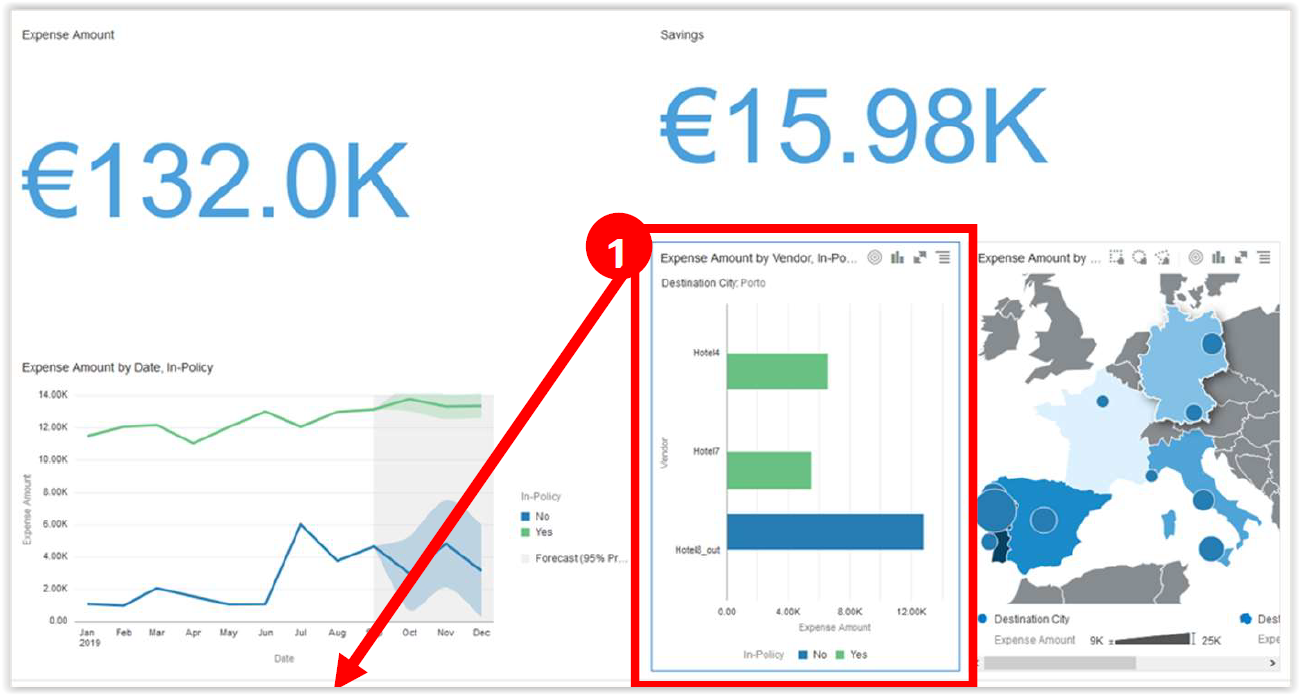 Expense Amount
€132.0K
Savings
€15.98K
Expense Amount by Date, In-Policy
14.00K
12.00K
10.00K
8.00K
6.00K
4.00K
2.00K
0.00
Expense Amount
Jan
2019
Feb
Mar
Apr
May
Jun
Jul
Aug
Oct
Nov
Dec
Date
In-Policy
No
Yes
Forecast (95% Pr...
1
Expense Amount by Vendor, In-Po...
Destination City: Porto
Vendor
Hotel4
Hotel7
Hotel8_out
0.00
4.00K
8.00K
12.00K
Expense Amount
In-Policy
No
Yes
Expense Amount by ...
Destination City
Expense Amount
9K
25K
Dest
Expe